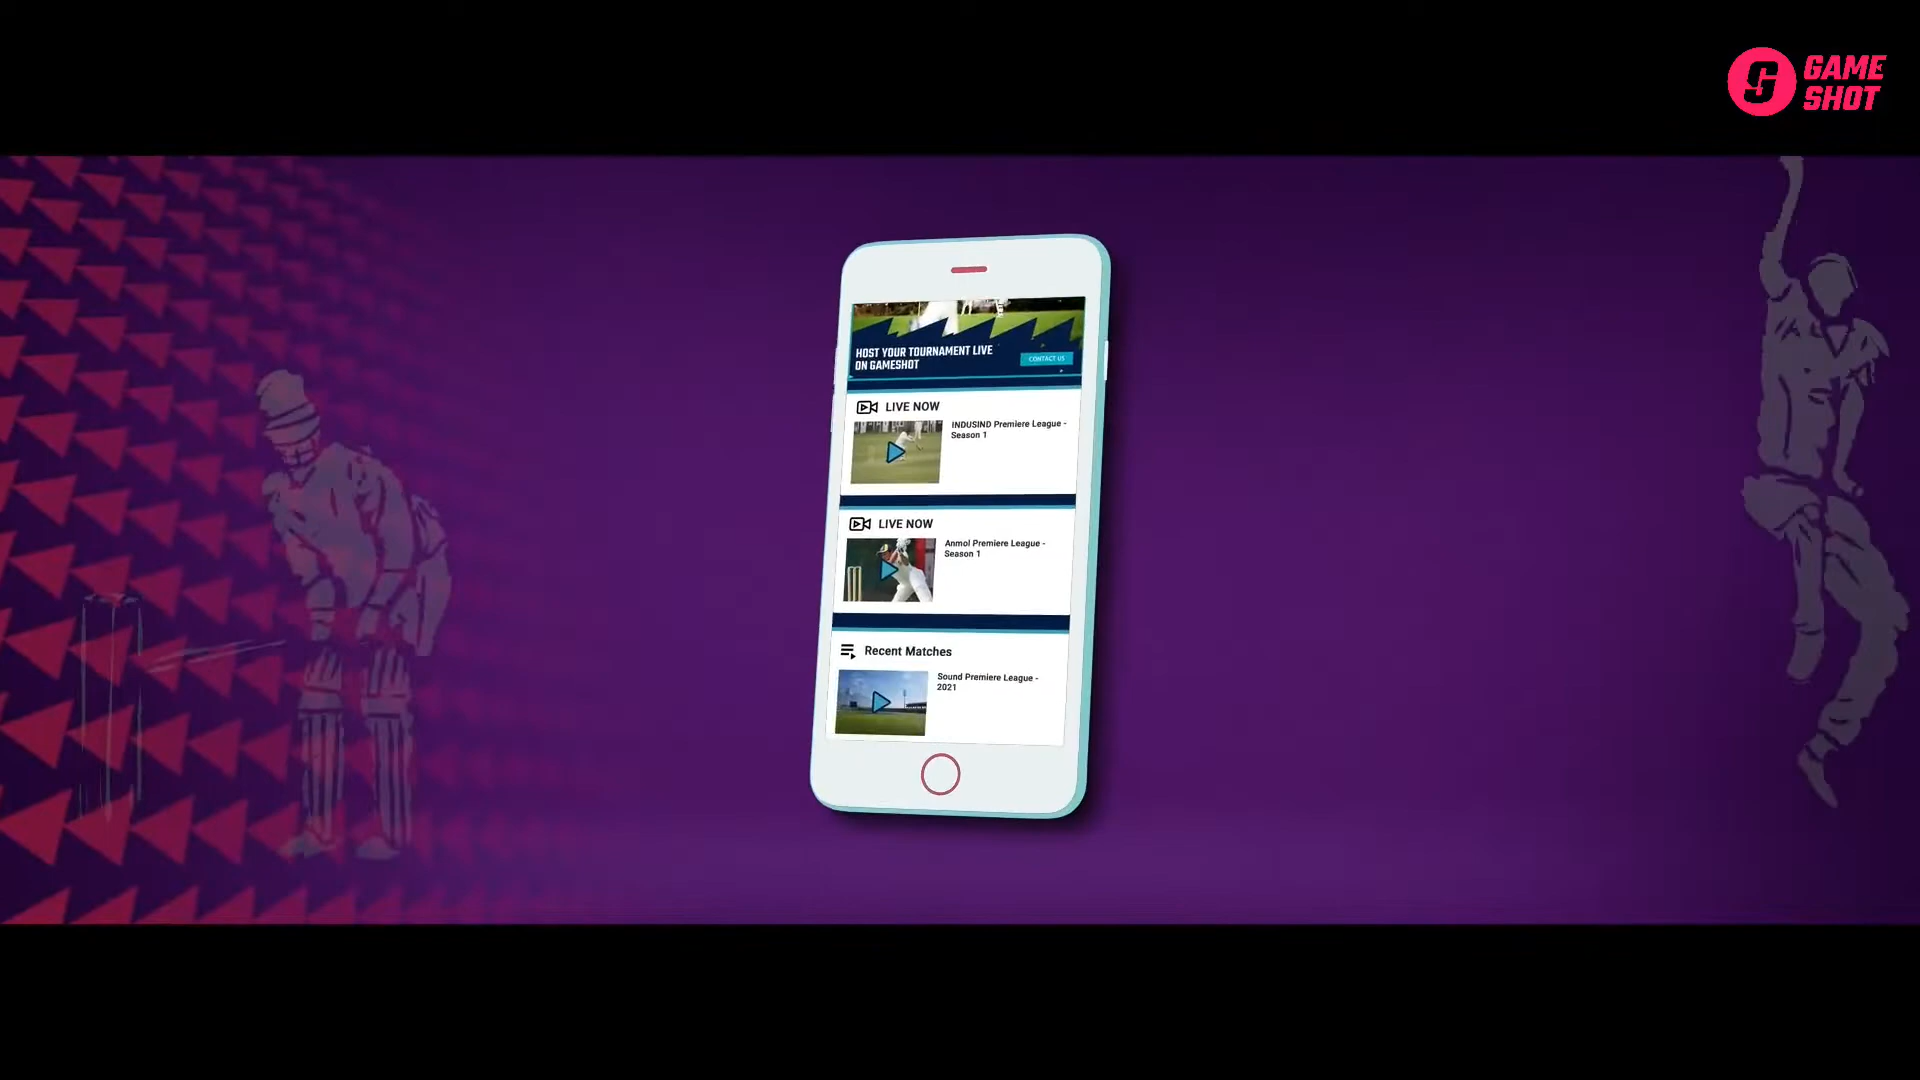 GAME
SHOT
HOST YOUR TOURNAMENT LIVE
ON GAMESHOT
CONTACT US
LIVE NOW
INDUSIND Premiere League -
Season 1
LIVE NOW
Anmol Premiere League -
Season 1
Recent Matches
Sound Premiere League -
2021